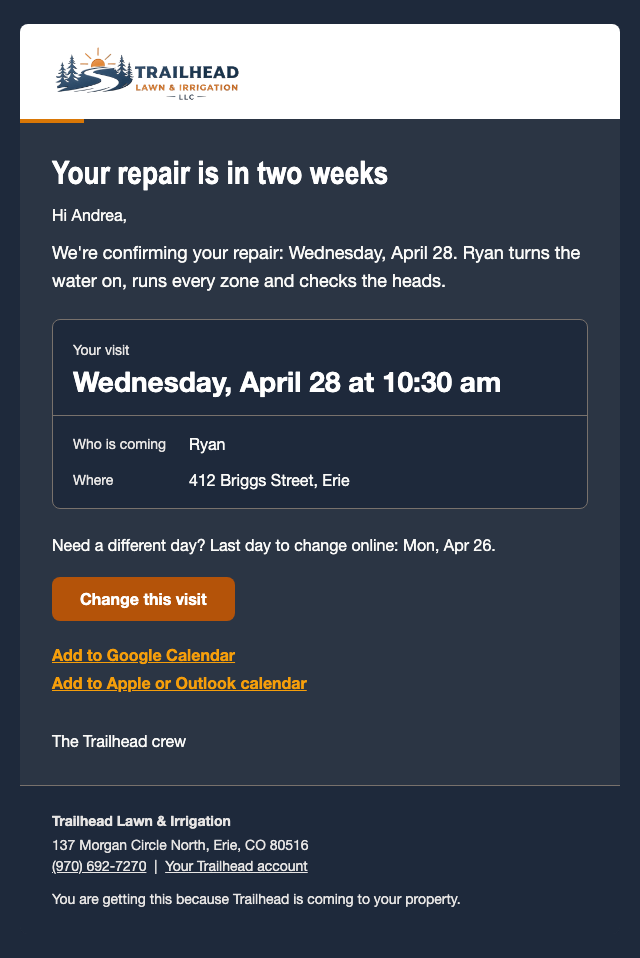 TRAILHEAD
LAWN & IRRIGATION
LLC
Your repair is in two weeks
Hi Andrea,
We're confirming your repair: Wednesday, April 28. Ryan turns the
water on, runs every zone and checks the heads.
Your visit
Wednesday, April 28 at 10:30 am
Who is coming Ryan
Where 412 Briggs Street, Erie
Need a different day? Last day to change online: Mon, Apr 26.
Change this visit
Add to Google Calendar
Add to Apple or Outlook calendar
The Trailhead crew
Trailhead Lawn & Irrigation
137 Morgan Circle North, Erie, CO 80516
(970) 692-7270 | Your Trailhead account
You are getting this because Trailhead is coming to your property.